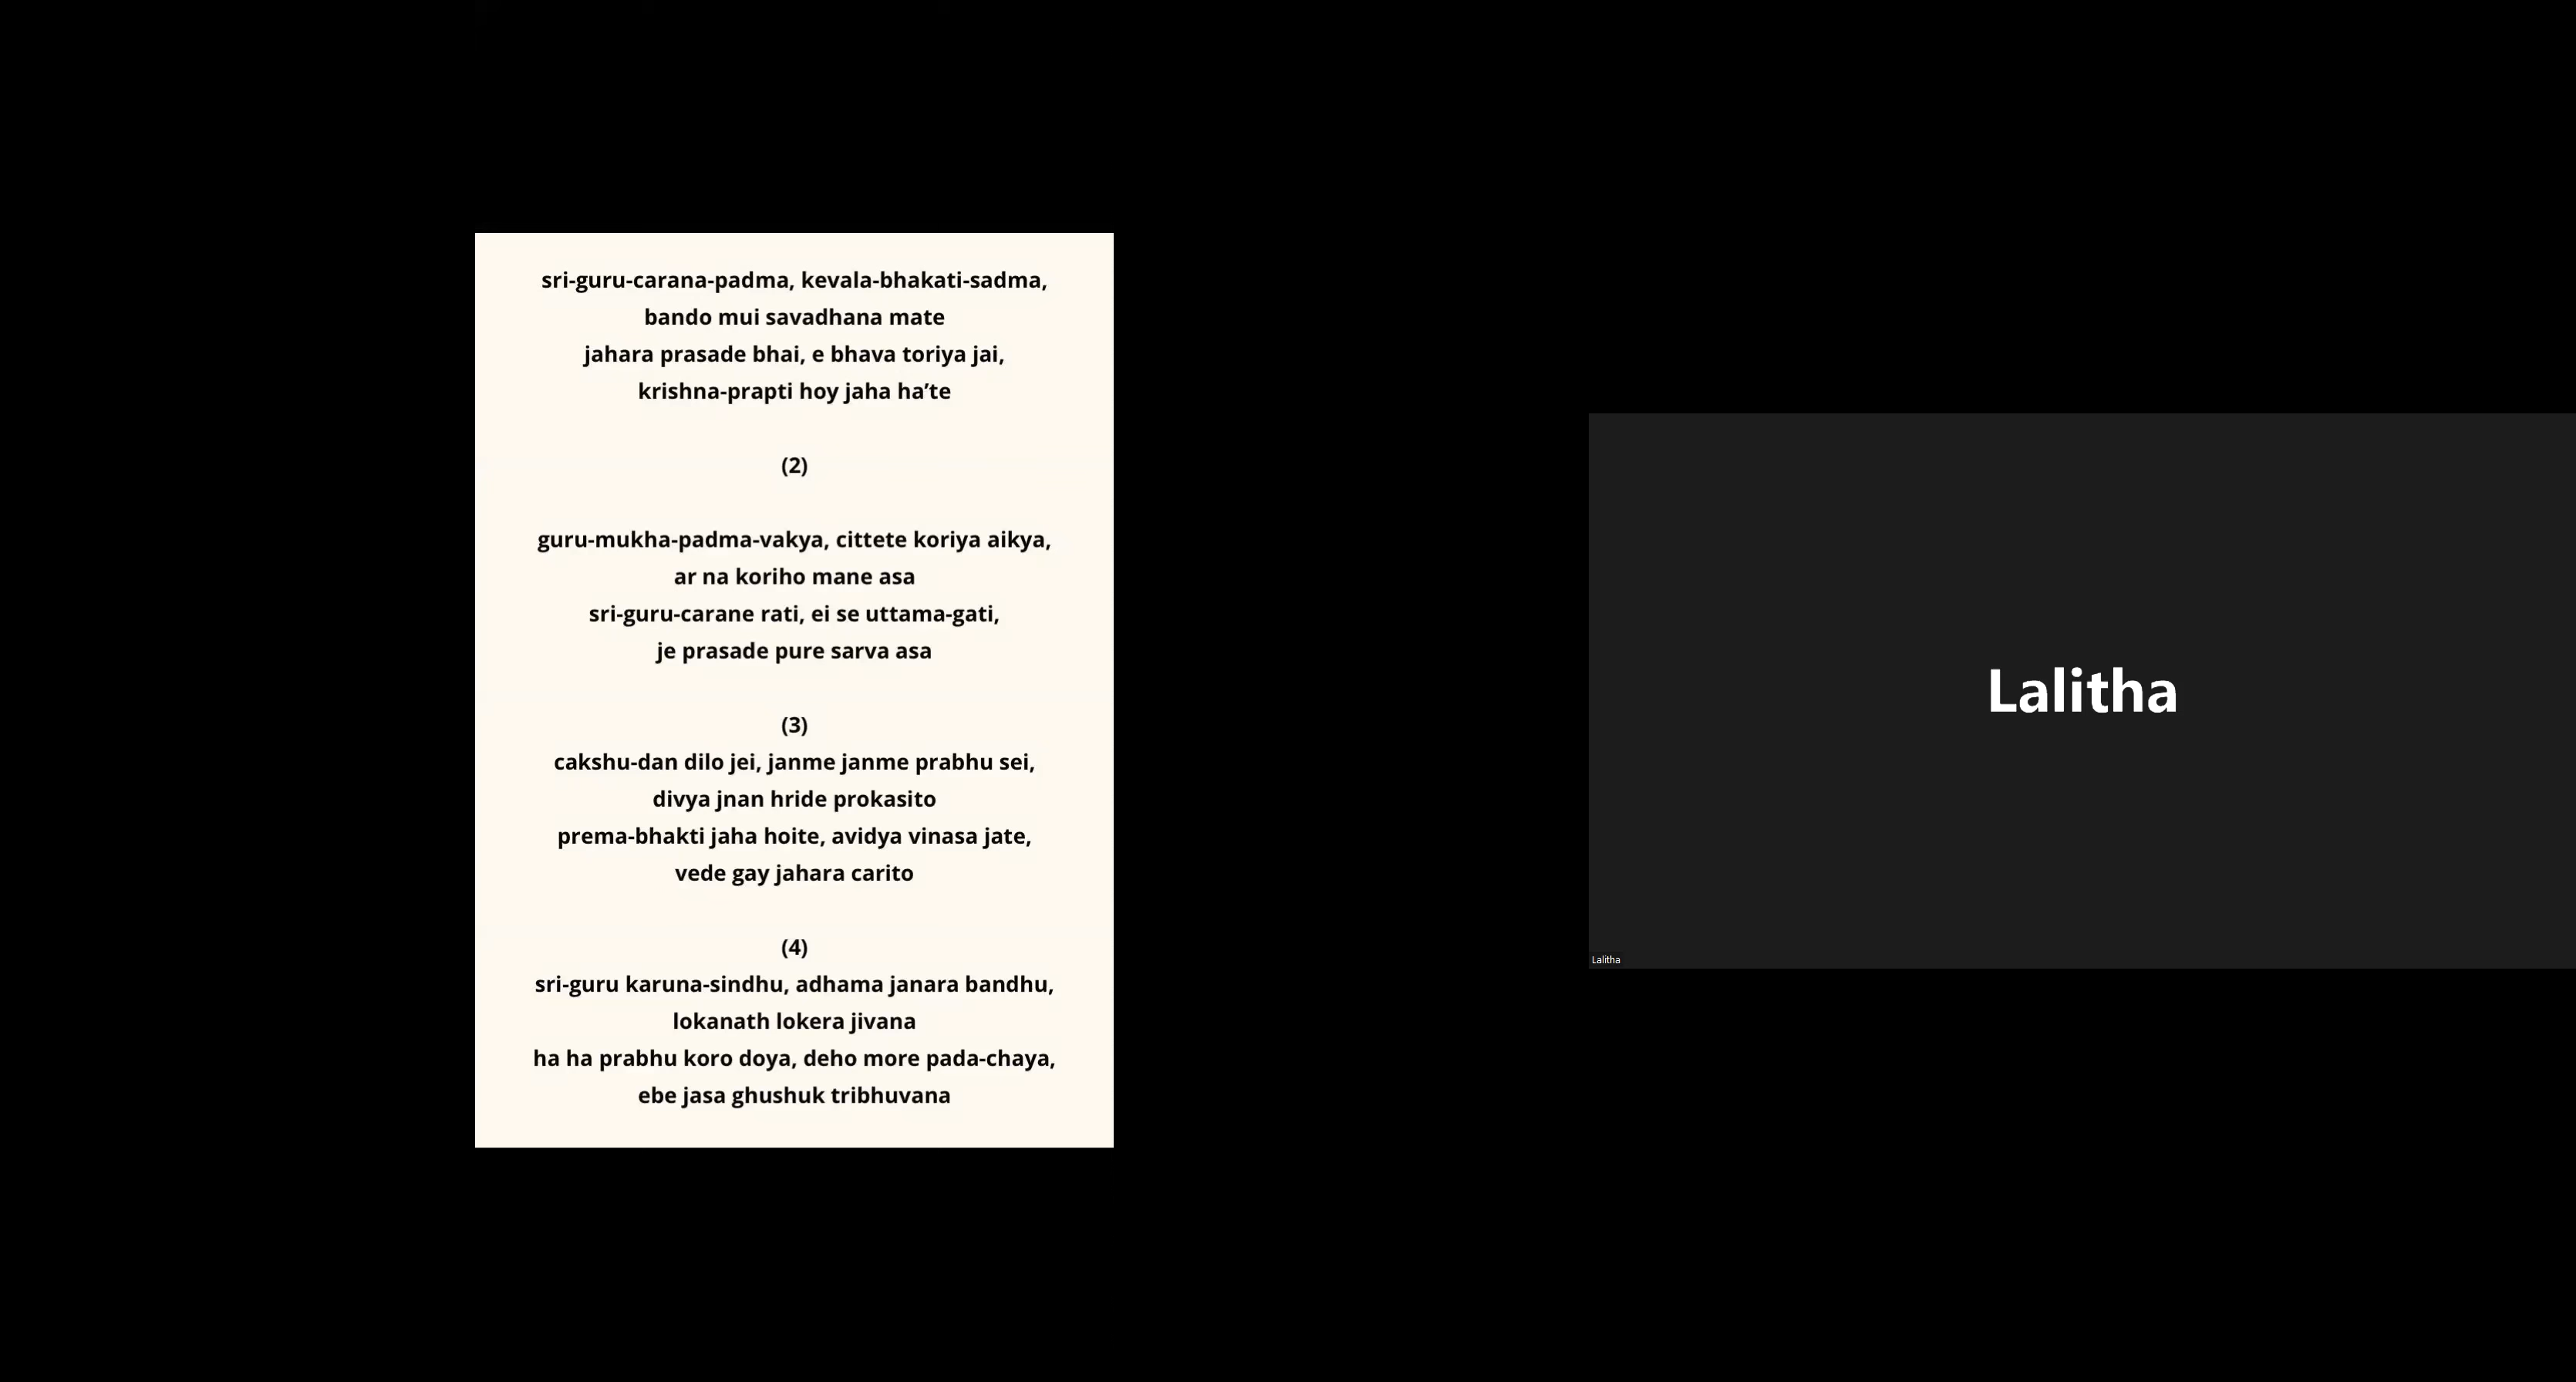 sri-guru-carana-padma, kevala-bhakati-sadma,
bando mui savadhana mate
jahara prasade bhai, e bhava toriya jai,
krishna-prapti hoy jaha ha’te
(2)
guru-mukha-padma-vakya, cittete koriya aikya,
ar na koriho mane asa
sri-guru-carane rati, ei se uttama-gati,
je prasade pure sarva asa
(3)
cakshu-dan dilo jei, janme janme prabhu sei,
divya jnan hride prokasito
prema-bhakti jaha hoite, avidya vinasa jate,
vede gay jahara carito
(4)
sri-guru karuna-sindhu, adhama janara bandhu,
lokanath lokera jivana
ha ha prabhu koro doya, deho more pada-chaya,
ebe jasa ghushuk tribhuvana
Lalitha
Lalitha